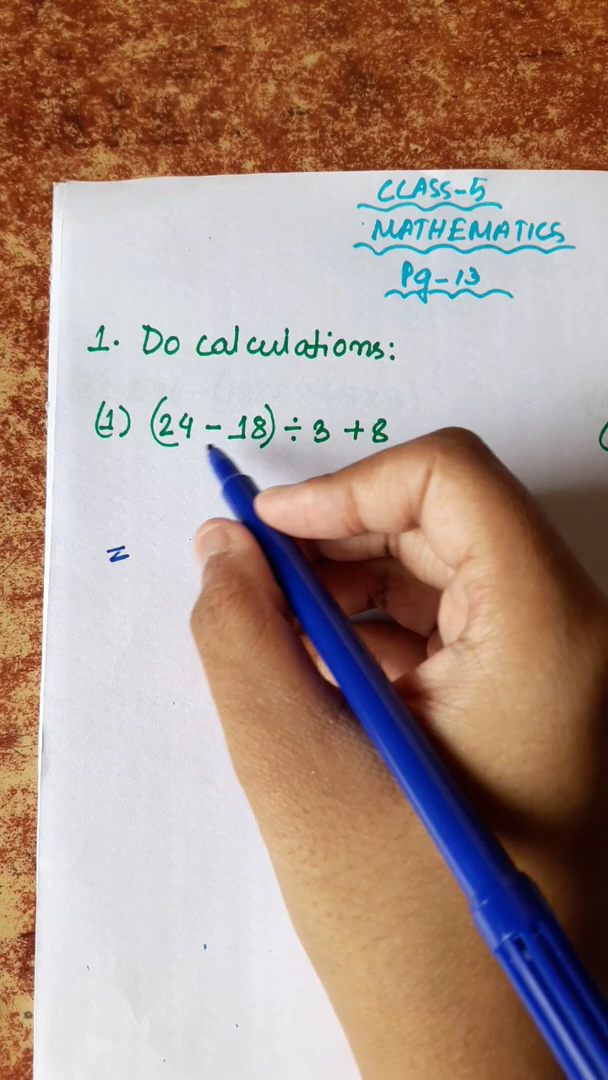 CLASS-5
MATHEMATICS
Pg-13
1. Do calculations:
(1) (24 - 18) ÷ 3 + 8
=